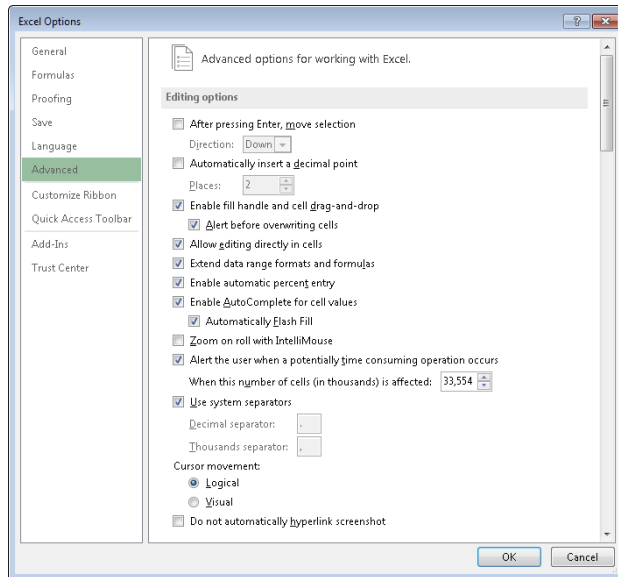 Excel Options
General
Formulas
Proofing
Save
Language
Advanced
Customize Ribbon
Quick Access Toolbar
Add-Ins
Trust Center
Advanced options for working with Excel.
Editing options
After pressing Enter, move selection
Direction: Down
Automatically insert a decimal point
Places: 2
Enable fill handle and cell drag-and-drop
Alert before overwriting cells
Allow editing directly in cells
Extend data range formats and formulas
Enable automatic percent entry
Enable AutoComplete for cell values
Automatically Flash Fill
Zoom on roll with IntelliMouse
Alert the user when a potentially time consuming operation occurs
When this number of cells (in thousands) is affected: 33,554
Use system separators
Decimal separator: .
Thousands separator: ,
Cursor movement:
Logical
Visual
Do not automatically hyperlink screenshot
OK Cancel